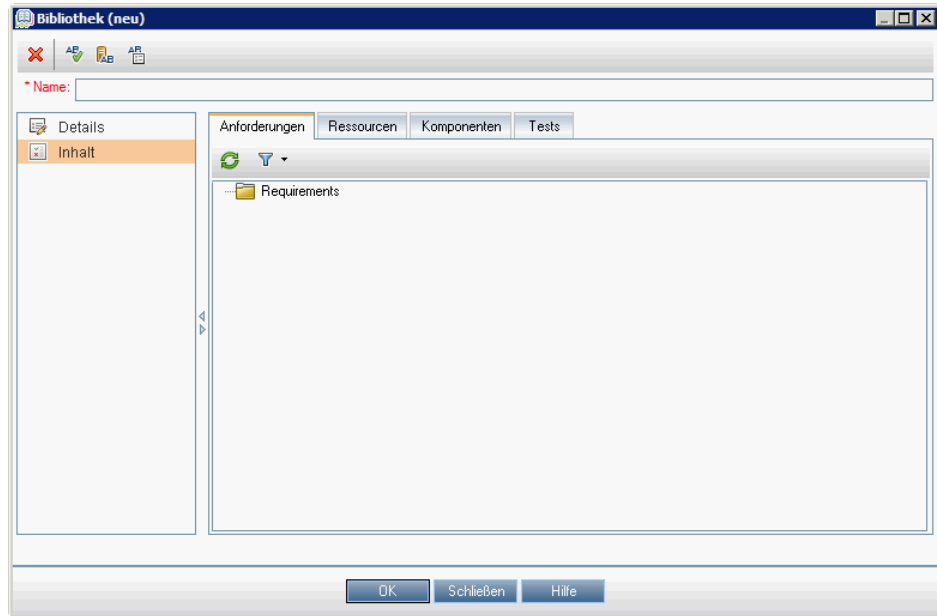 Bibliothek (neu)
* Name:
Details
Inhalt
Anforderungen Ressourcen Komponenten Tests
Requirements
OK Schließen Hilfe